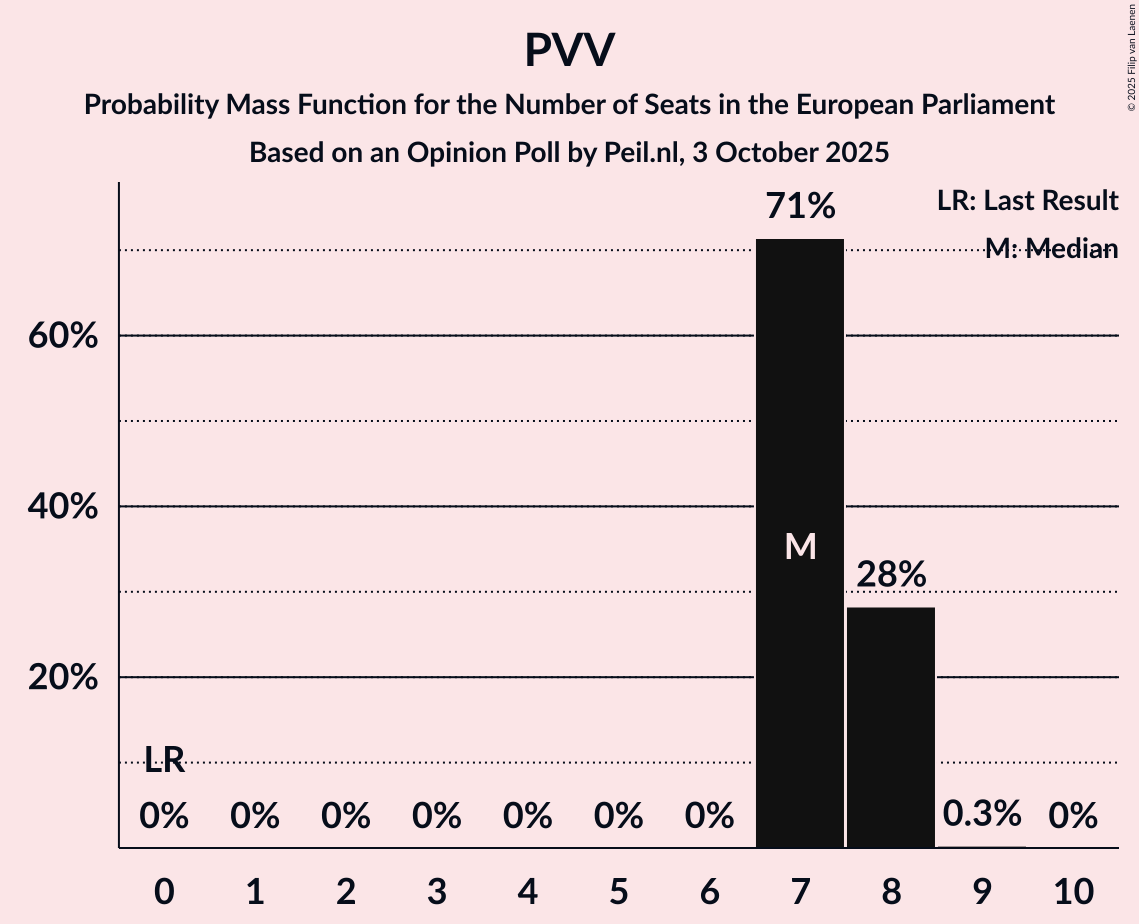 PVV
Probability Mass Function for the Number of Seats in the European Parliament
Based on an Opinion Poll by Peil.nl, 3 October 2025
© 2025 Filip van Laenen
LR: Last Result
M: Median
71%
60%
M
40%
28%
20%
LR
0% 0% 0% 0% 0% 0% 0% 0.3% 0%
0 1 2 3 4 5 6 7 8 9 10